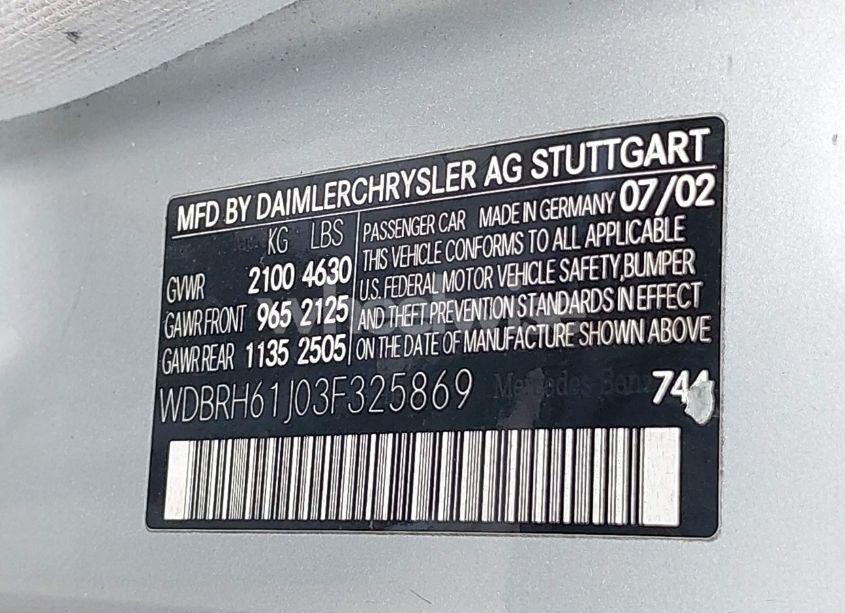 MFD BY DAIMLERCHRYSLER AG STUTTGART
KG LBS
GVWR 2100 4630
GAWR FRONT 965 2125
GAWR REAR 1135 2505
PASSENGER CAR MADE IN GERMANY 07/02
THIS VEHICLE CONFORMS TO ALL APPLICABLE
U.S. FEDERAL MOTOR VEHICLE SAFETY,BUMPER
AND THEFT PREVENTION STANDARDS IN EFFECT
ON THE DATE OF MANUFACTURE SHOWN ABOVE
WDBRH61J03F325869 Mercedes Benz 744